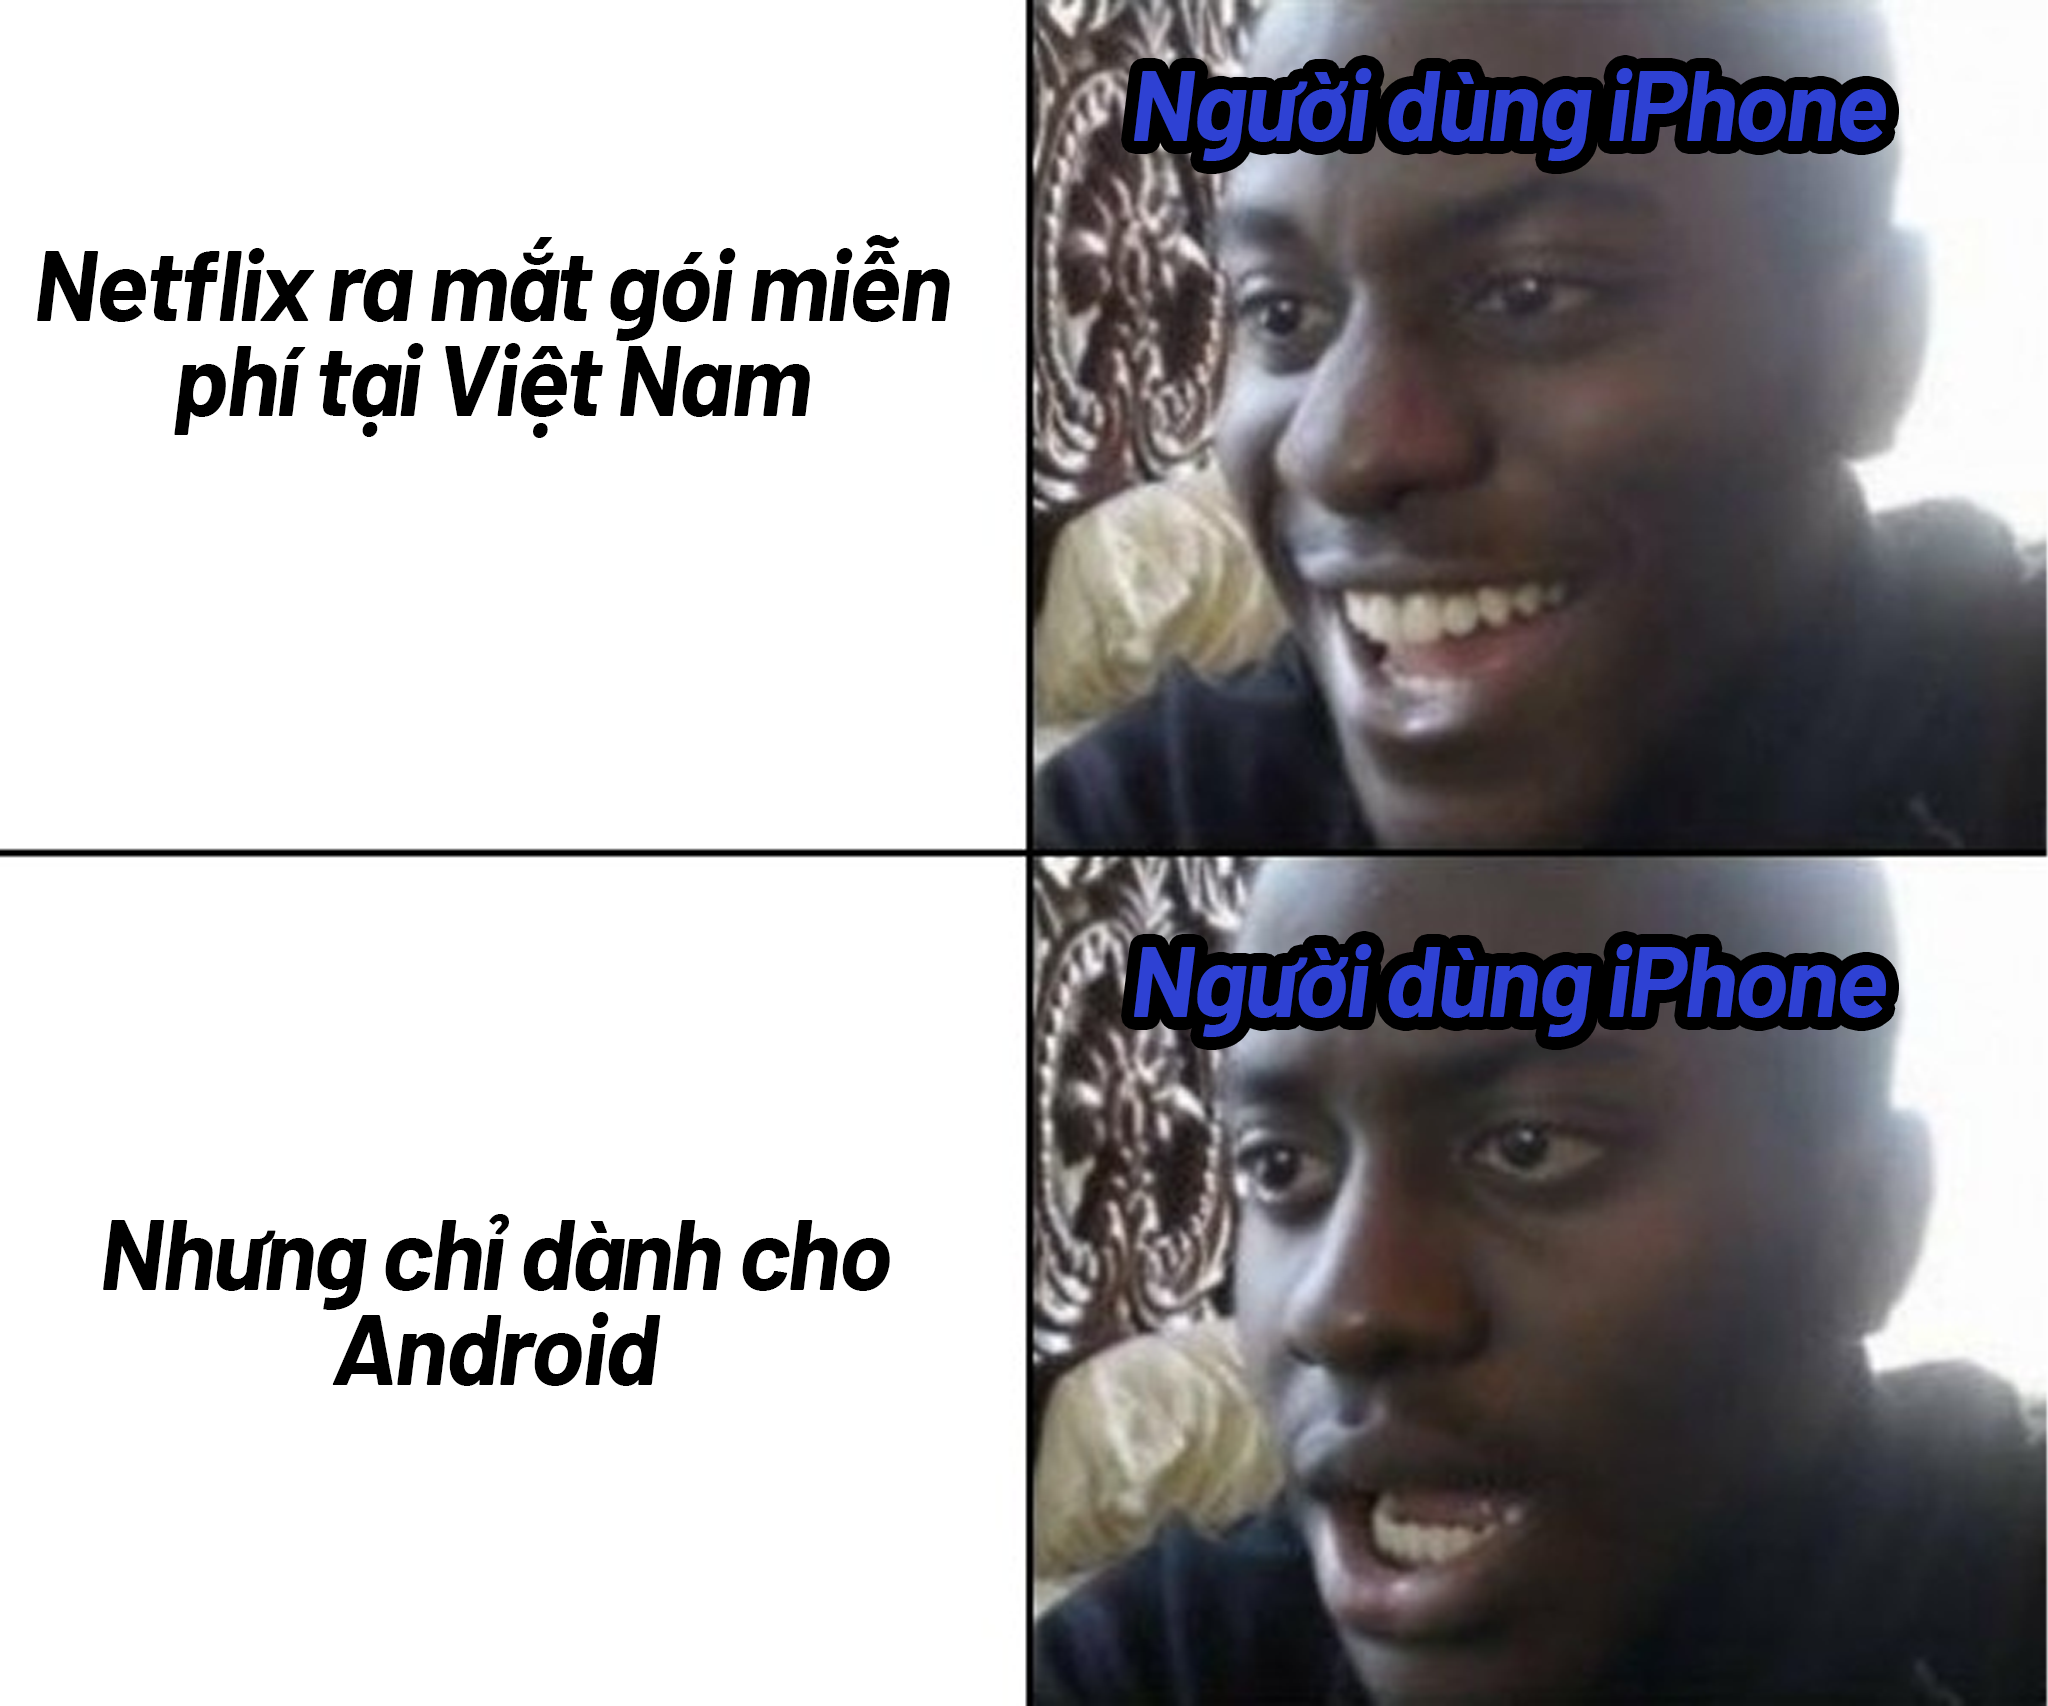 Người dùng iPhone
Netflix ra mắt gói miễn
phí tại Việt Nam
Người dùng iPhone
Nhưng chỉ dành cho
Android